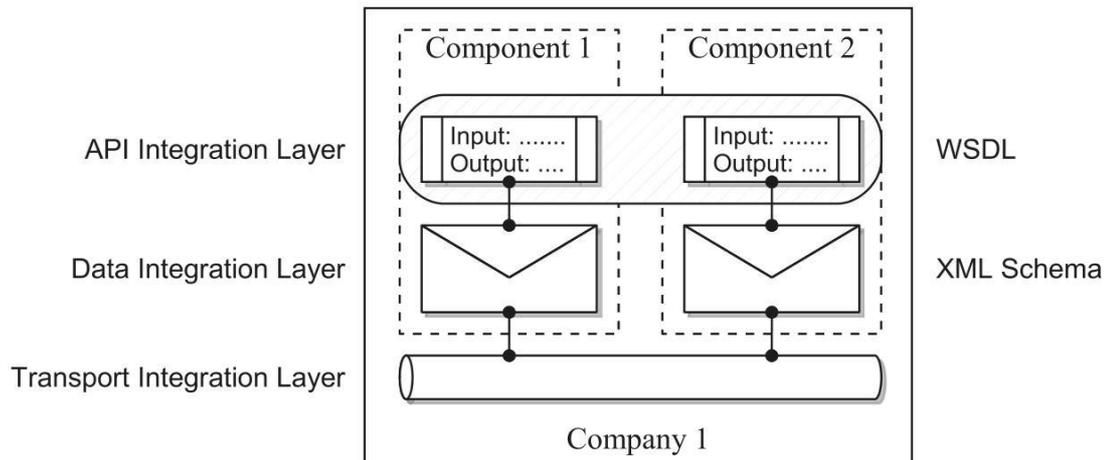 Component 1
Component 2
API Integration Layer
Input: .......
Output: ....
Input: .......
Output: ....
WSDL
Data Integration Layer
XML Schema
Transport Integration Layer
Company 1